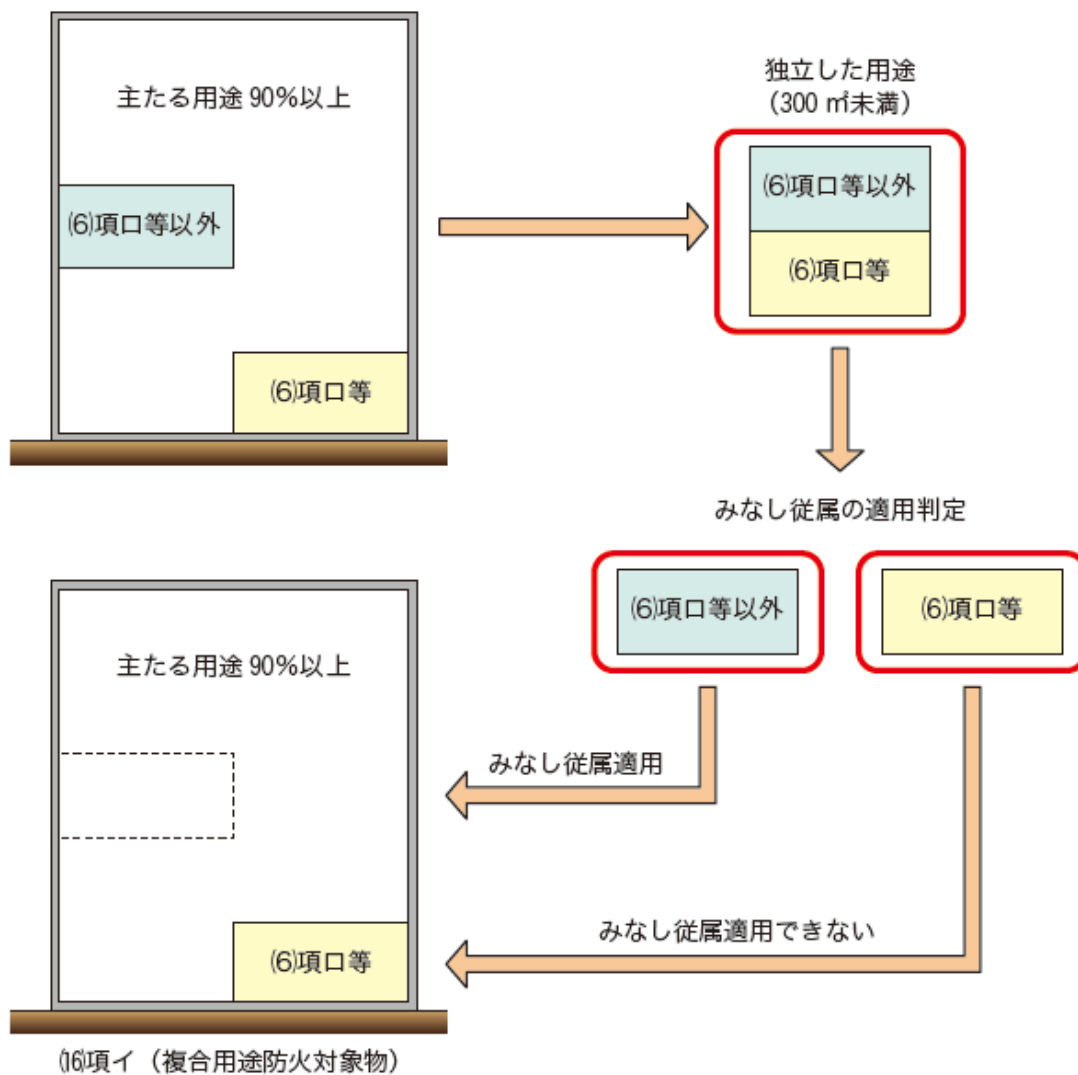 主たる用途 90%以上
⑹項ロ等以外
⑹項ロ等
独立した用途
(300 ㎡未満)
⑹項ロ等以外
⑹項ロ等
みなし従属の適用判定
⑹項ロ等以外
⑹項ロ等
主たる用途 90%以上
みなし従属適用
みなし従属適用できない
⑹項ロ等
⒃項イ(複合用途防火対象物)